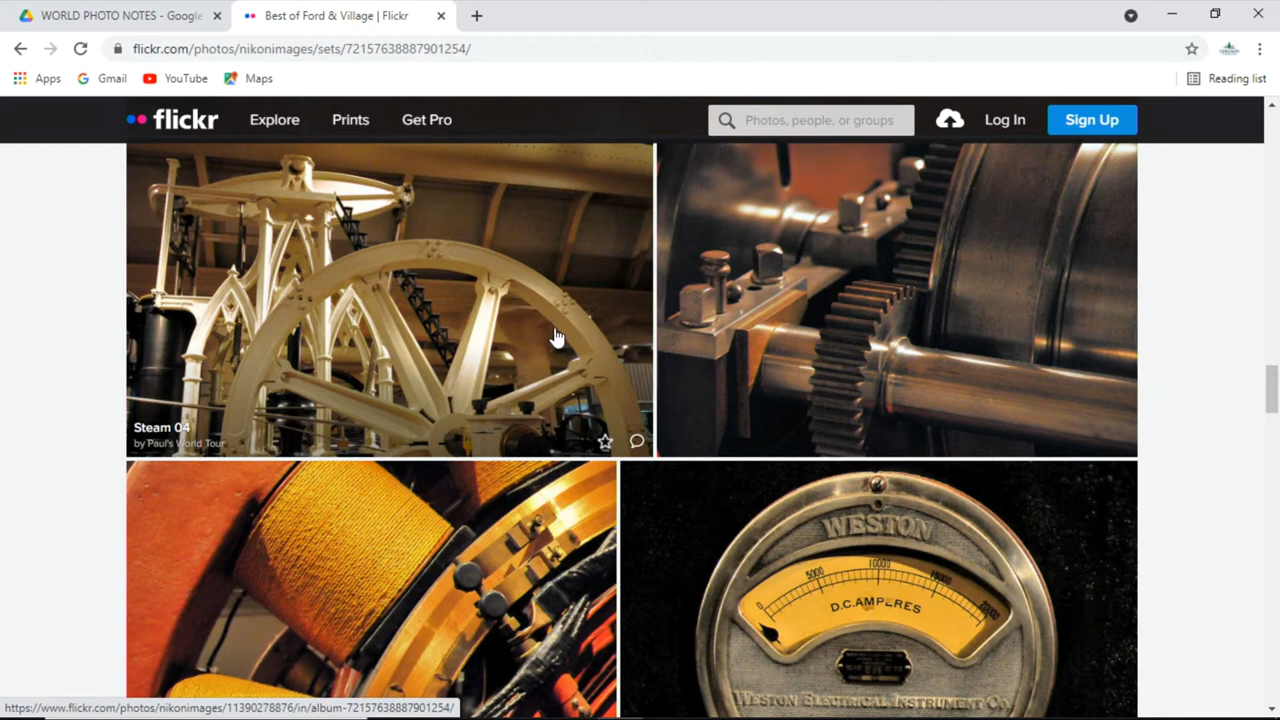 WORLD PHOTO NOTES - Google
Best of Ford & Village | Flickr
flickr.com/photos/nikonimages/sets/72157638887901254/
Apps
Gmail
YouTube
Maps
Reading list
flickr
Explore
Prints
Get Pro
Photos, people, or groups
Log In
Sign Up
Steam 04
by Paul's World Tour
WESTON
0 5000 10000 15000 20000
D.C. AMPERES
WESTON ELECTRICAL INSTRUMENT CO.
https://www.flickr.com/photos/nikonimages/11390278876/in/album-72157638887901254/